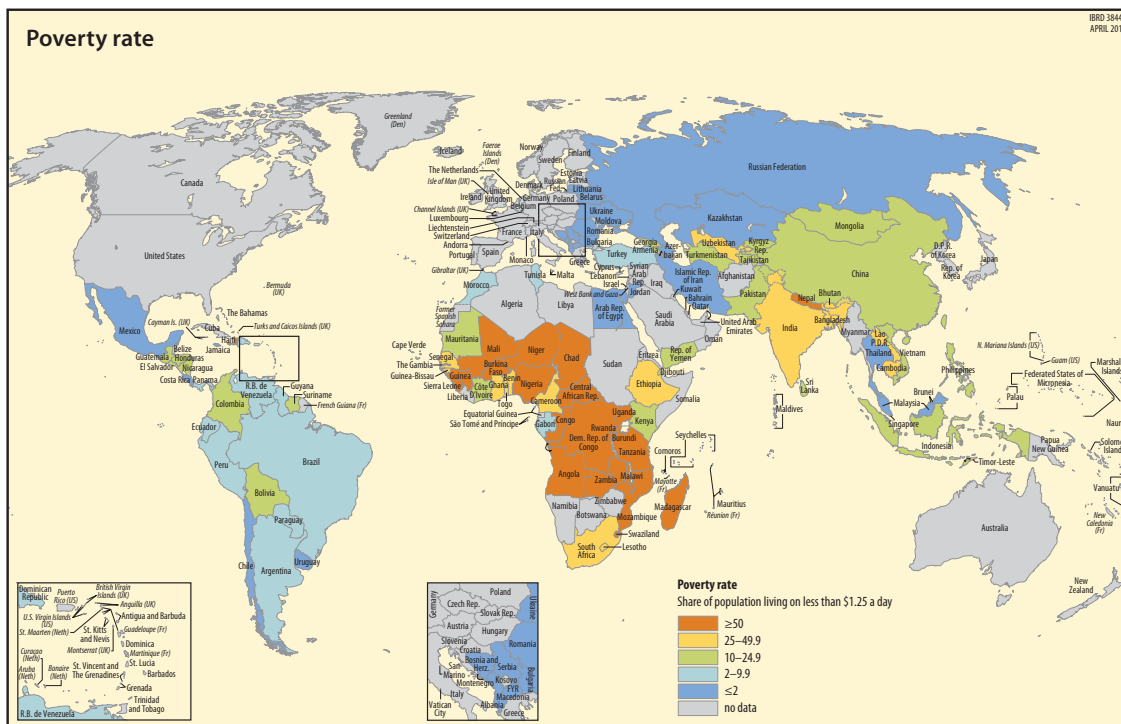 IBRD 3844
APRIL 201
Poverty rate
Greenland
(Den)
Iceland
Faeroe
Islands
(Den)
Norway
Sweden
Finland
Russian Federation
Canada
The Netherlands
Isle of Man (UK)
Estonia
Latvia
Lithuania
Russian
Fed.
Denmark
United
Kingdom
Ireland
Germany
Poland
Belarus
Channel Islands (UK)
Belgium
Luxembourg
Liechtenstein
Switzerland
France
Italy
Ukraine
Moldova
Romania
Bulgaria
Kazakhstan
Mongolia
Andorra
Portugal
Spain
Monaco
Greece
Georgia
Armenia
Azer-
baijan
Uzbekistan
Turkmenistan
Kyrgyz
Rep.
Tajikistan
D.P.R.
of Korea
Rep. of
Korea
Japan
United States
Gibraltar (UK)
Malta
Tunisia
Morocco
Turkey
Cyprus
Lebanon
Israel
Syrian
Arab
Rep.
Iraq
Islamic Rep.
of Iran
Afghanistan
China
Bermuda
(UK)
West Bank and Gaza
Jordan
Kuwait
Bahrain
Qatar
Pakistan
Nepal
Bhutan
Former
Spanish
Sahara
Algeria
Libya
Arab Rep.
of Egypt
Saudi
Arabia
United Arab
Emirates
Oman
India
Bangladesh
Myanmar
Lao
P.D.R.
Mexico
The Bahamas
Cayman Is. (UK)
Cuba
Turks and Caicos Islands (UK)
Haiti
Jamaica
Belize
Guatemala
Honduras
El Salvador
Nicaragua
Costa Rica
Panama
Cape Verde
Mauritania
Mali
Niger
Chad
Sudan
Eritrea
Rep. of
Yemen
Djibouti
Thailand
Vietnam
Cambodia
N. Mariana Islands (US)
Guam (US)
Philippines
Marshall
Islands
Federated States of
Micronesia
Palau
Senegal
The Gambia
Guinea-Bissau
Guinea
Sierra Leone
Liberia
Burkina
Faso
Côte
D'Ivoire
Ghana
Togo
Benin
Nigeria
Cameroon
Central
African Rep.
Ethiopia
Somalia
Sri
Lanka
Maldives
Brunei
Malaysia
Singapore
Nauru
R.B. de
Venezuela
Guyana
Suriname
French Guiana (Fr)
Colombia
Ecuador
Equatorial Guinea
São Tomé and Príncipe
Gabon
Congo
Dem. Rep. of
Congo
Uganda
Rwanda
Burundi
Kenya
Tanzania
Seychelles
Comoros
Mayotte
(Fr)
Indonesia
Timor-Leste
Papua
New Guinea
Solomon
Islands
Peru
Brazil
Bolivia
Paraguay
Chile
Argentina
Uruguay
Angola
Zambia
Malawi
Mozambique
Zimbabwe
Namibia
Botswana
Madagascar
Mauritius
Réunion (Fr)
Swaziland
South
Africa
Lesotho
Vanuatu
New
Caledonia
(Fr)
Australia
New
Zealand
Dominican
Republic
Puerto
Rico (US)
British Virgin
Islands (UK)
Anguilla (UK)
U.S. Virgin
Islands (US)
Antigua and Barbuda
St. Maarten (Neth)
St. Kitts
and Nevis
Guadeloupe (Fr)
Montserrat (UK)
Dominica
Martinique (Fr)
Curaçao
(Neth)
Aruba
(Neth)
Bonaire
(Neth)
St. Vincent and
The Grenadines
St. Lucia
Barbados
Grenada
Trinidad
and Tobago
R.B. de Venezuela
Germany
Poland
Czech Rep.
Slovak Rep.
Ukraine
Austria
Hungary
Slovenia
Croatia
Romania
San
Marino
Bosnia and
Herz.
Serbia
Montenegro
Kosovo
FYR
Macedonia
Bulgaria
Italy
Vatican
City
Albania
Greece
Poverty rate
Share of population living on less than $1.25 a day
≥50
25–49.9
10–24.9
2–9.9
≤2
no data